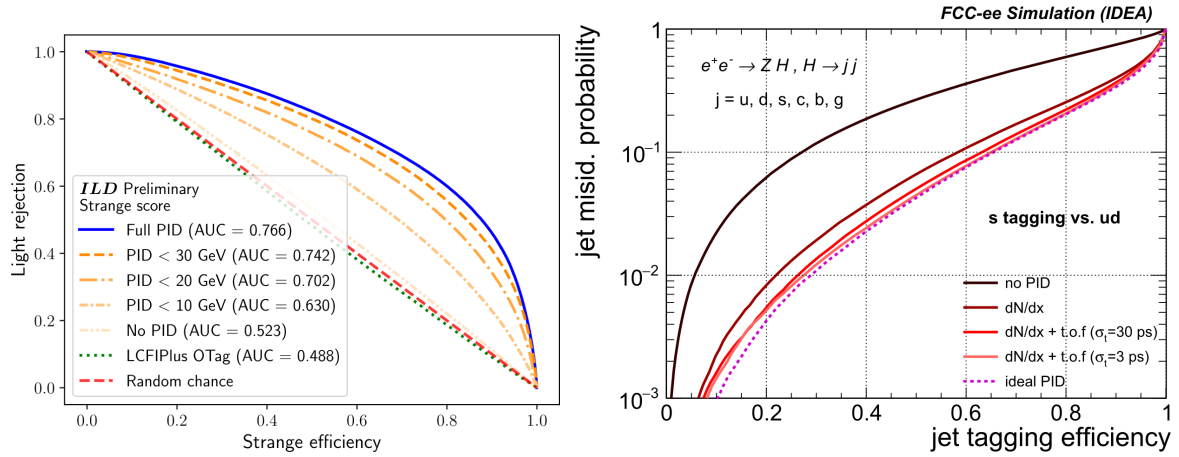 1.0
0.8
0.6
0.4
0.2
0.0
Light rejection
ILD Preliminary
Strange score
Full PID (AUC = 0.766)
PID < 30 GeV (AUC = 0.742)
PID < 20 GeV (AUC = 0.702)
PID < 10 GeV (AUC = 0.630)
No PID (AUC = 0.523)
LCFIPlus OTag (AUC = 0.488)
Random chance
0.0 0.2 0.4 0.6 0.8 1.0
Strange efficiency
FCC-ee Simulation (IDEA)
jet misid. probability
1
10⁻¹
10⁻²
10⁻³
e⁺e⁻ → Z H , H → j j
j = u, d, s, c, b, g
s tagging vs. ud
no PID
dN/dx
dN/dx + t.o.f (σₜ=30 ps)
dN/dx + t.o.f (σₜ=3 ps)
ideal PID
0 0.2 0.4 0.6 0.8 1
jet tagging efficiency